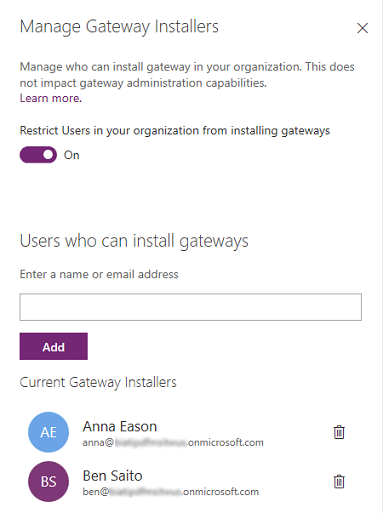 Manage Gateway Installers
Manage who can install gateway in your organization. This does
not impact gateway administration capabilities.
Learn more.
Restrict Users in your organization from installing gateways
On
Users who can install gateways
Enter a name or email address
Add
Current Gateway Installers
AE
Anna Eason
anna@ .onmicrosoft.com
BS
Ben Saito
ben@ .onmicrosoft.com